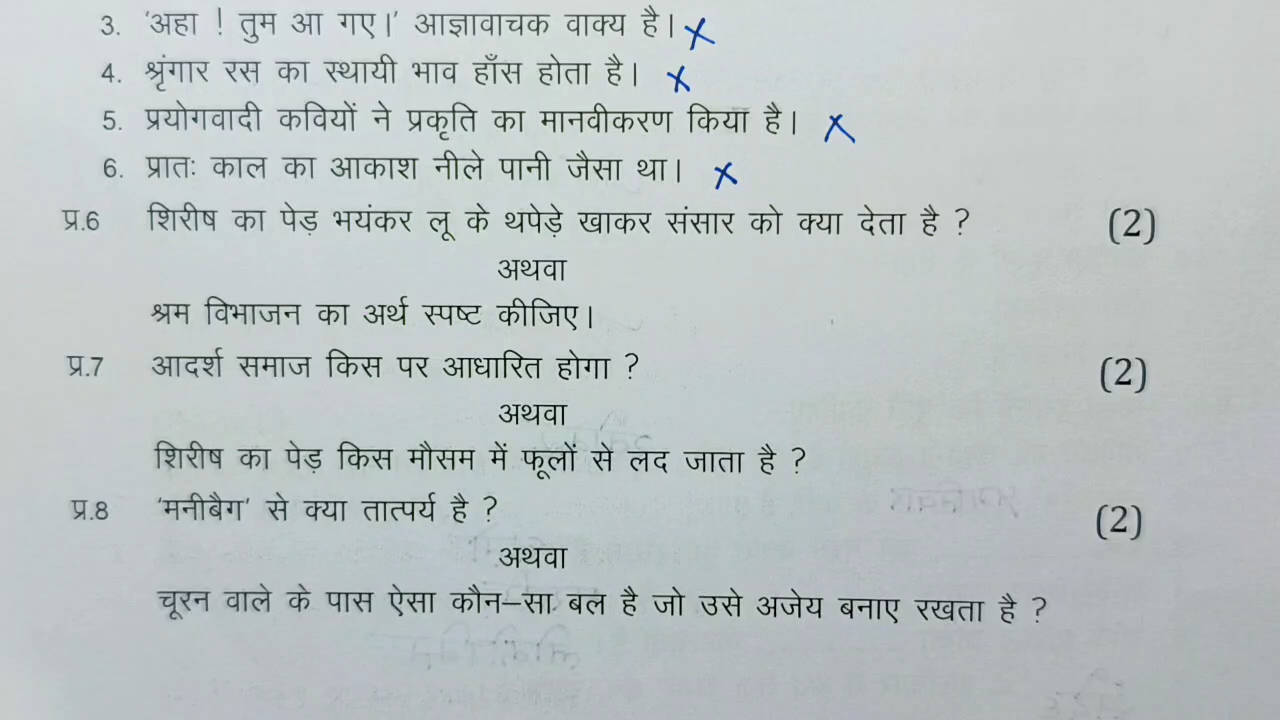 3. 'अहा ! तुम आ गए।' आज्ञावाचक वाक्य है। ×
4. श्रृंगार रस का स्थायी भाव हाँस होता है। ×
5. प्रयोगवादी कवियों ने प्रकृति का मानवीकरण किया है। ×
6. प्रातः काल का आकाश नीले पानी जैसा था। ×
प्र.6 शिरीष का पेड़ भयंकर लू के थपेड़े खाकर संसार को क्या देता है ? (2)
अथवा
श्रम विभाजन का अर्थ स्पष्ट कीजिए।
प्र.7 आदर्श समाज किस पर आधारित होगा ? (2)
अथवा
शिरीष का पेड़ किस मौसम में फूलों से लद जाता है ?
प्र.8 'मनीबैग' से क्या तात्पर्य है ? (2)
अथवा
चूरन वाले के पास ऐसा कौन–सा बल है जो उसे अजेय बनाए रखता है ?